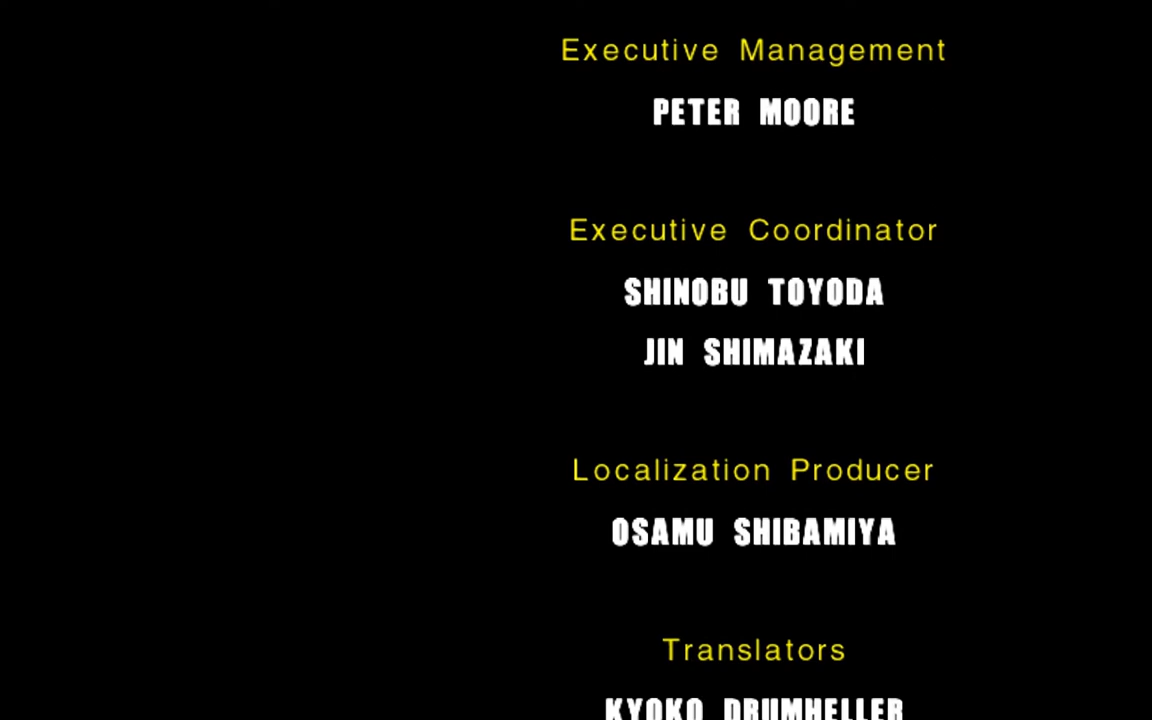 Executive Management
PETER MOORE
Executive Coordinator
SHINOBU TOYODA
JIN SHIMAZAKI
Localization Producer
OSAMU SHIBAMIYA
Translators
KYOKO DRUMHELLER